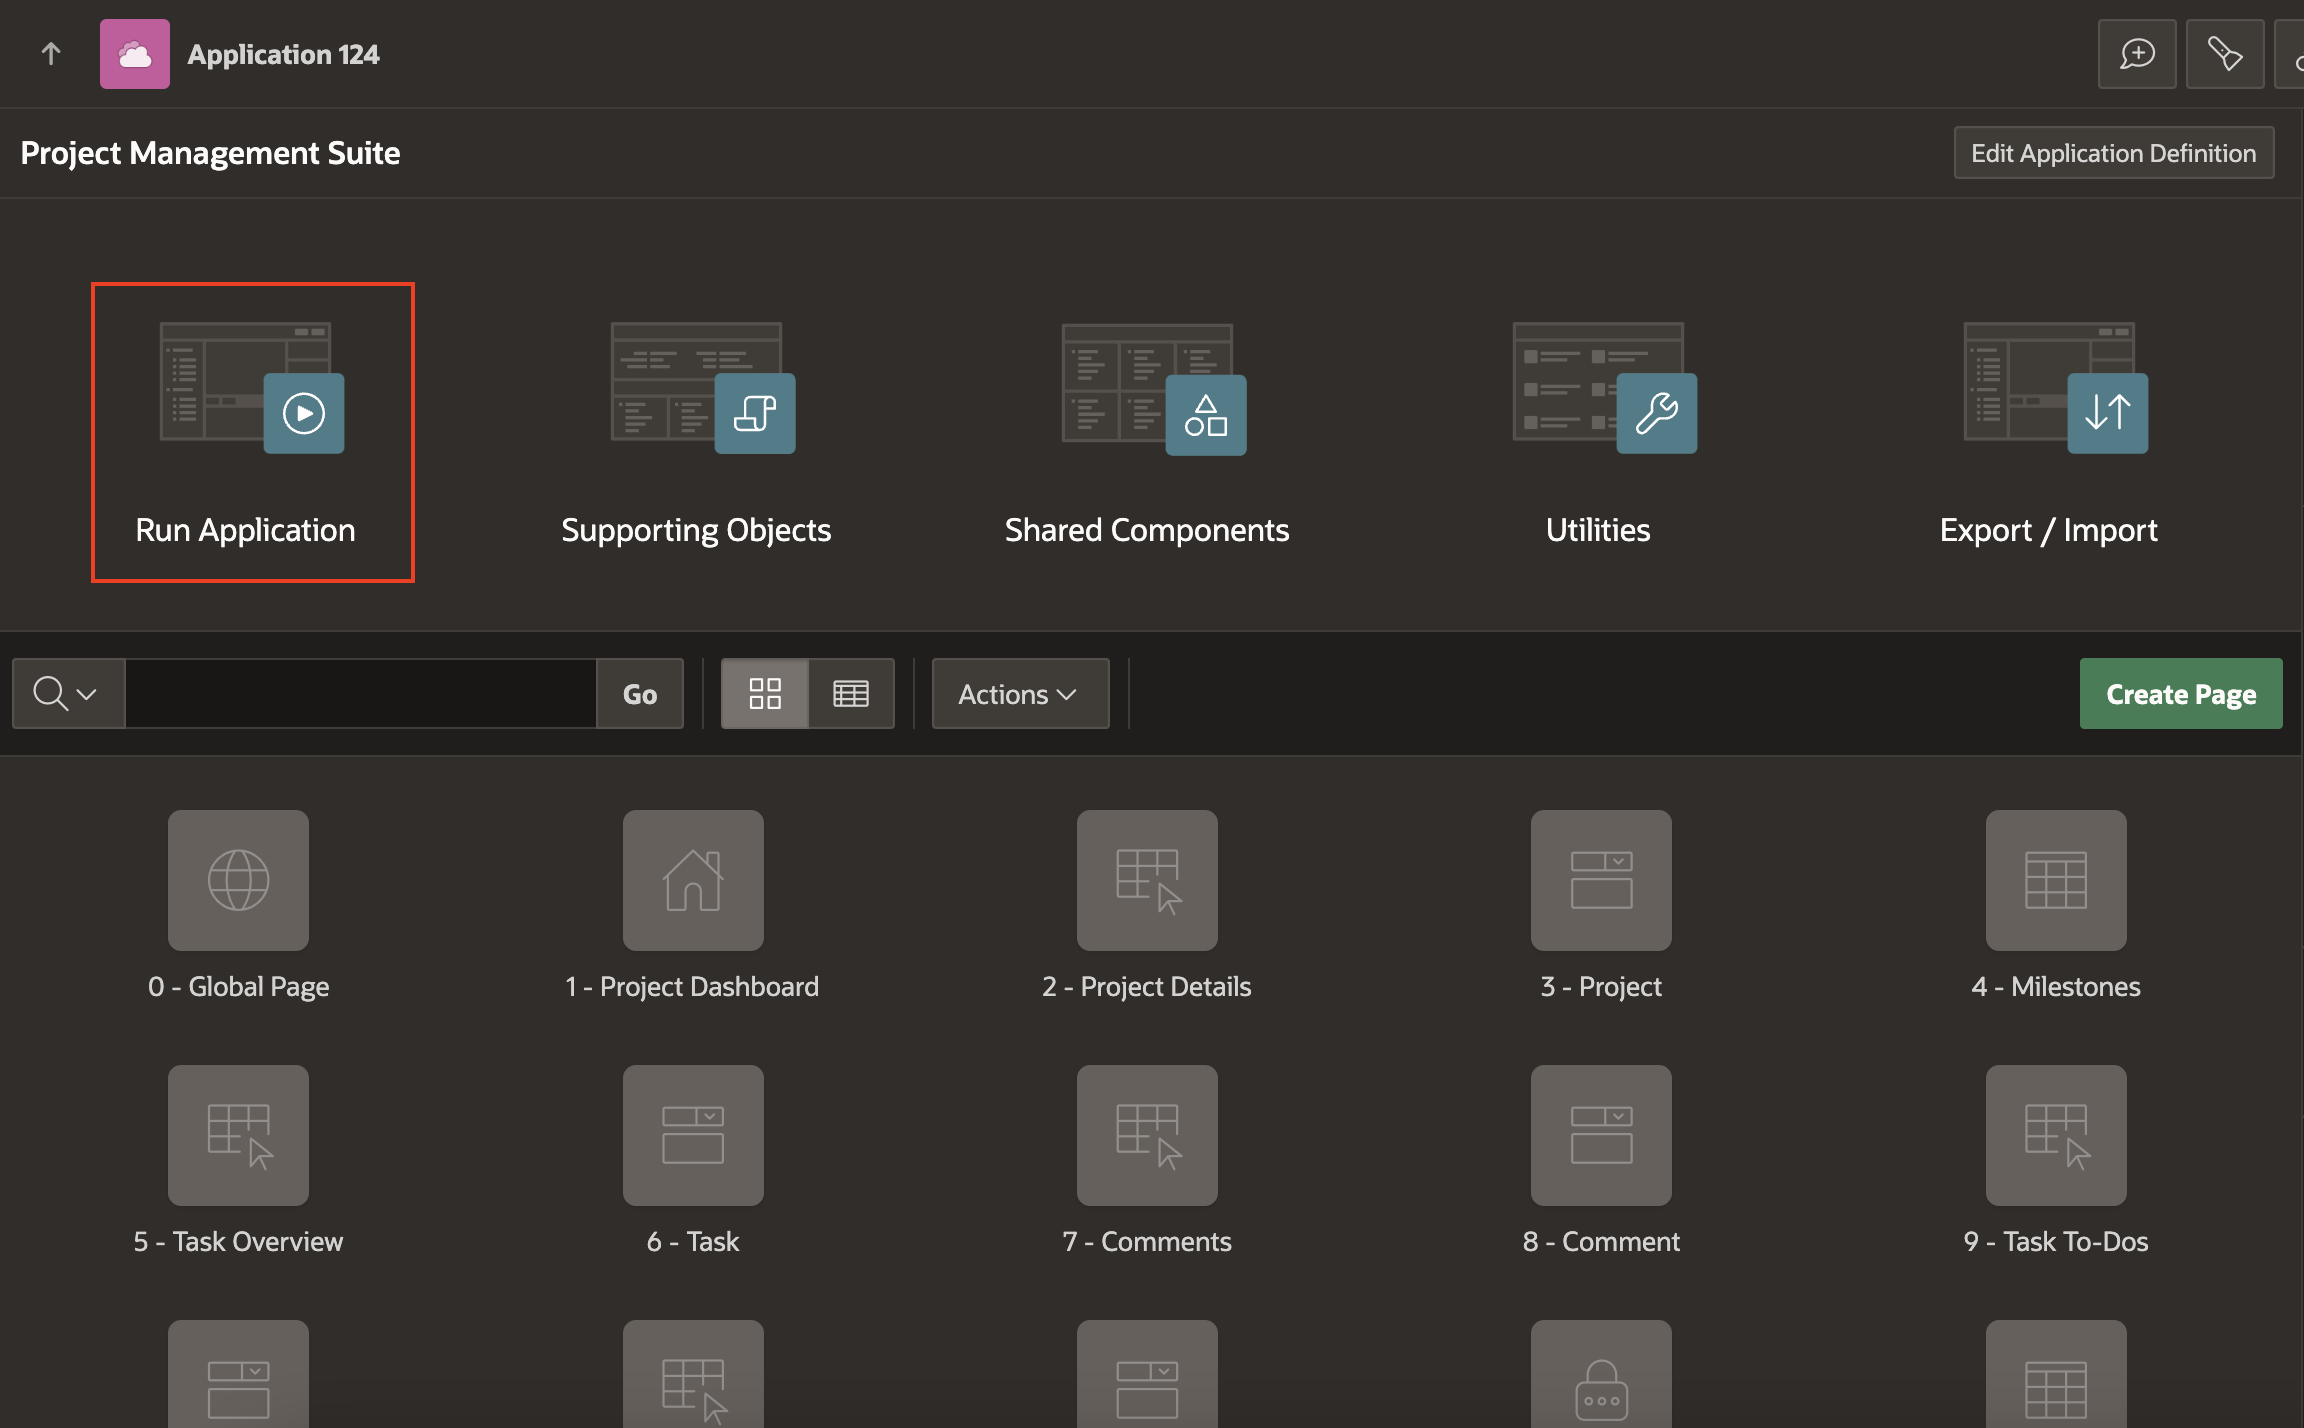 Application 124
Project Management Suite
Edit Application Definition
Run Application
Supporting Objects
Shared Components
Utilities
Export / Import
Go
Actions
Create Page
0 - Global Page
1 - Project Dashboard
2 - Project Details
3 - Project
4 - Milestones
5 - Task Overview
6 - Task
7 - Comments
8 - Comment
9 - Task To-Dos